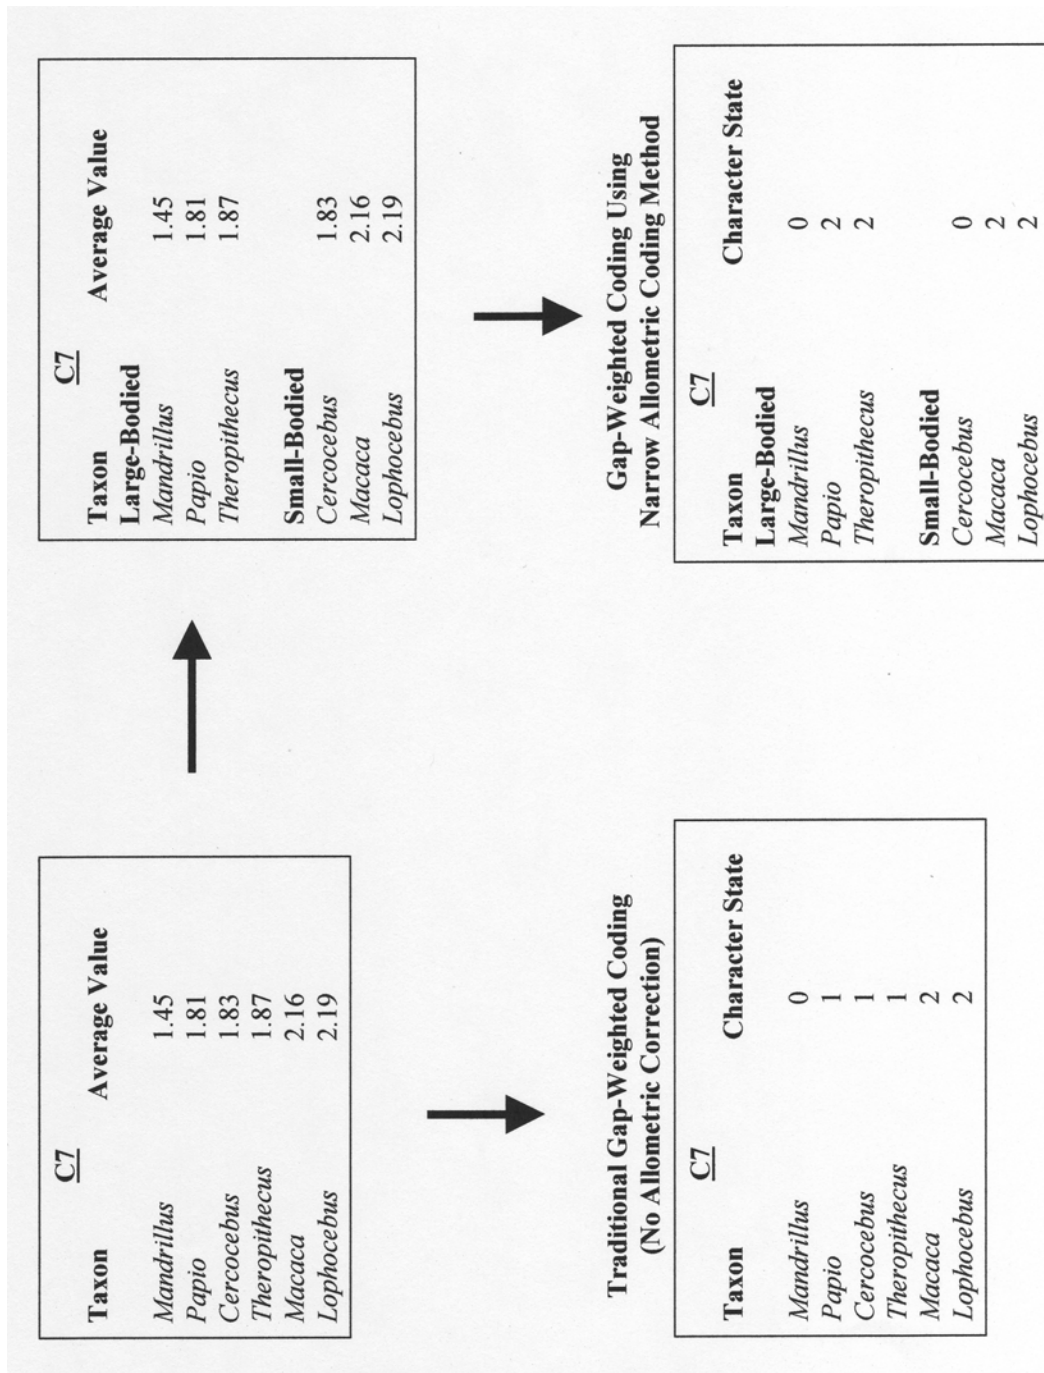 C7
Taxon Average Value
Mandrillus 1.45
Papio 1.81
Cercocebus 1.83
Theropithecus 1.87
Macaca 2.16
Lophocebus 2.19
C7
Taxon Average Value
Large-Bodied
Mandrillus 1.45
Papio 1.81
Theropithecus 1.87
Small-Bodied
Cercocebus 1.83
Macaca 2.16
Lophocebus 2.19
Traditional Gap-Weighted Coding
(No Allometric Correction)
C7
Taxon Character State
Mandrillus 0
Papio 1
Cercocebus 1
Theropithecus 1
Macaca 2
Lophocebus 2
Gap-Weighted Coding Using
Narrow Allometric Coding Method
C7
Taxon Character State
Large-Bodied
Mandrillus 0
Papio 2
Theropithecus 2
Small-Bodied
Cercocebus 0
Macaca 2
Lophocebus 2